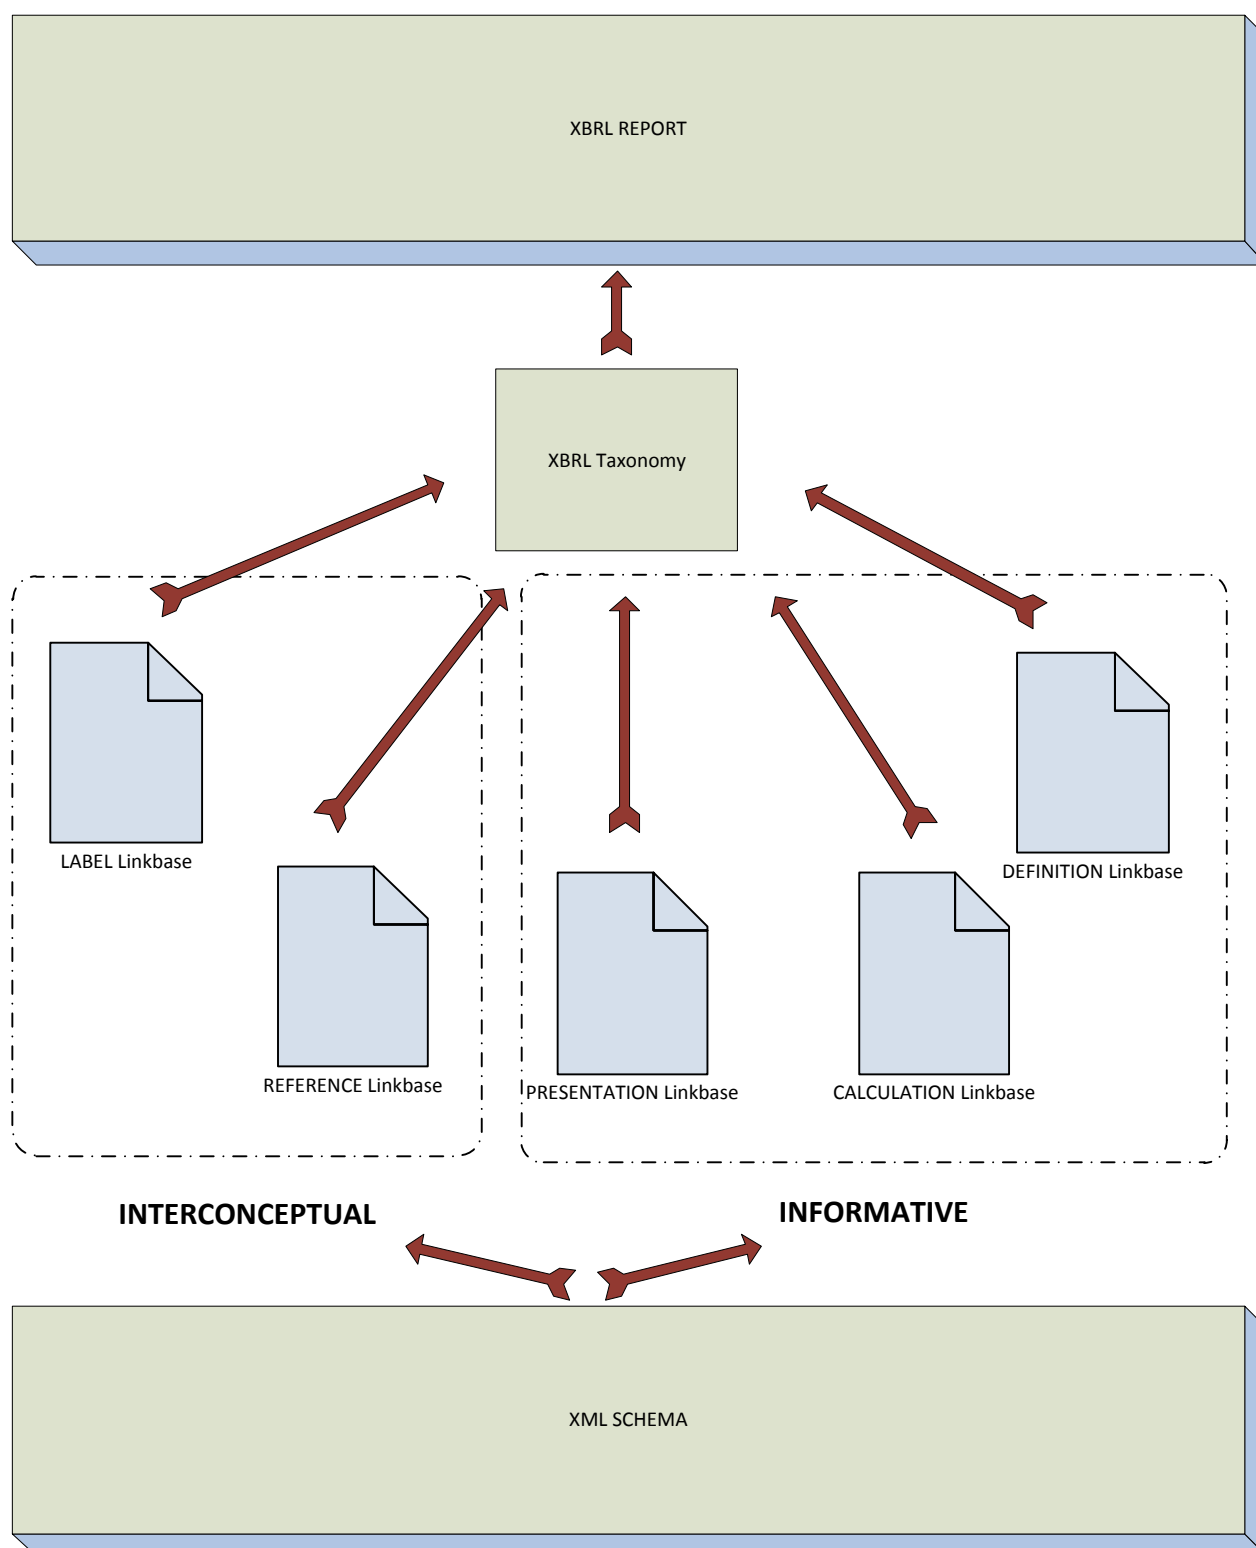 XBRL REPORT
XBRL Taxonomy
LABEL Linkbase
DEFINITION Linkbase
REFERENCE Linkbase
PRESENTATION Linkbase
CALCULATION Linkbase
INTERCONCEPTUAL
INFORMATIVE
XML SCHEMA